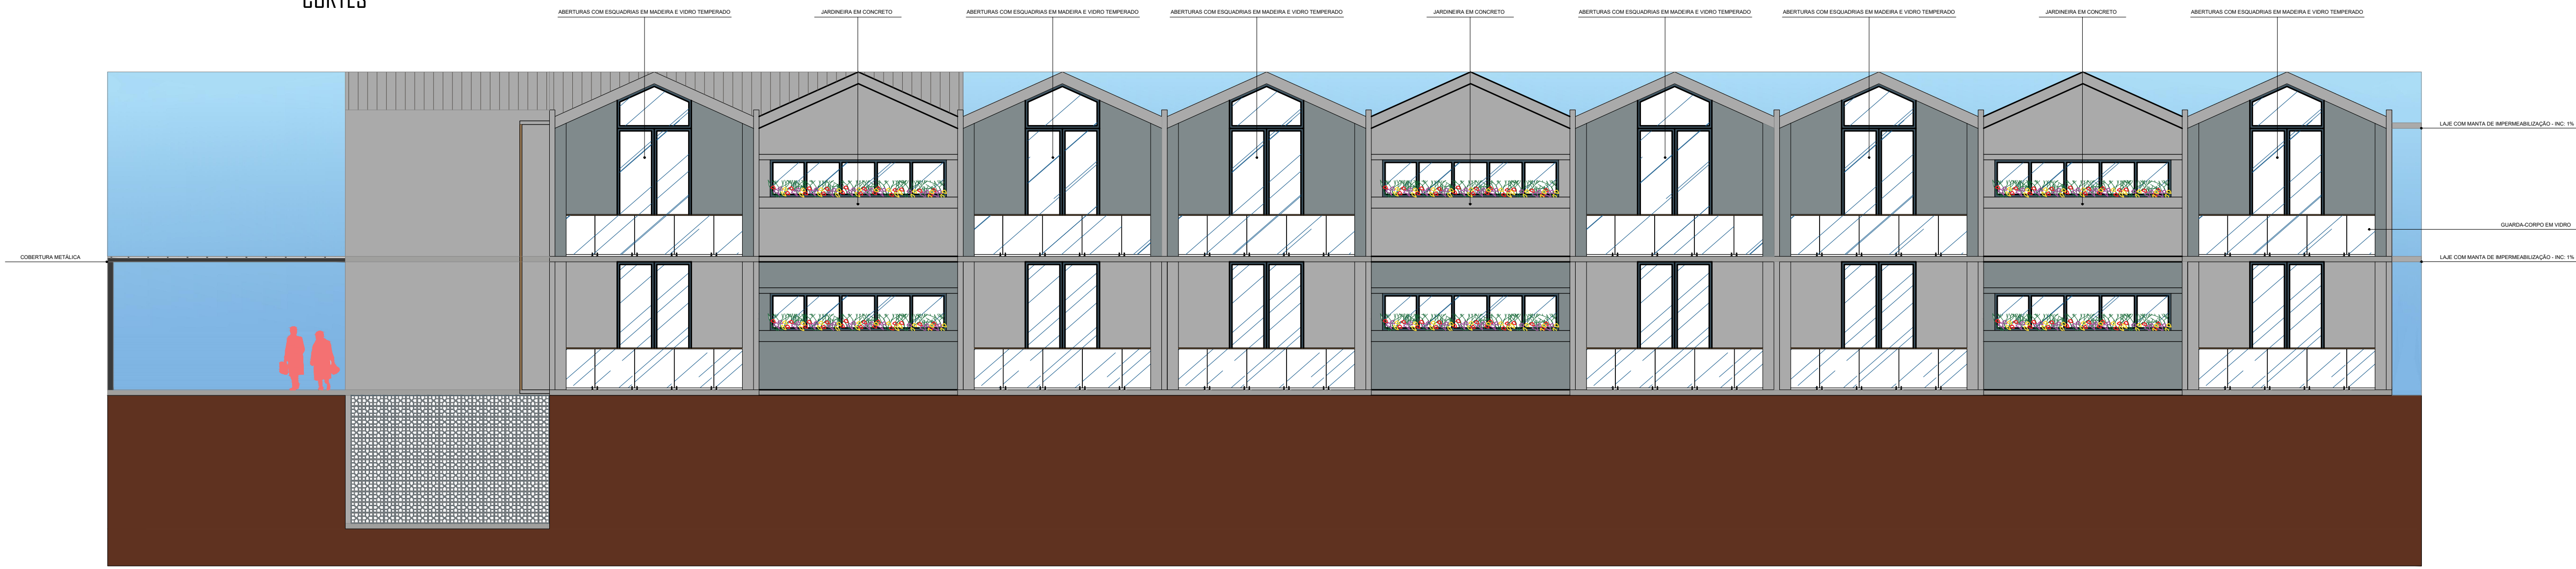 CORTES
ABERTURAS COM ESQUADRIAS EM MADEIRA E VIDRO TEMPERADO
JARDINEIRA EM CONCRETO
ABERTURAS COM ESQUADRIAS EM MADEIRA E VIDRO TEMPERADO
ABERTURAS COM ESQUADRIAS EM MADEIRA E VIDRO TEMPERADO
JARDINEIRA EM CONCRETO
ABERTURAS COM ESQUADRIAS EM MADEIRA E VIDRO TEMPERADO
ABERTURAS COM ESQUADRIAS EM MADEIRA E VIDRO TEMPERADO
JARDINEIRA EM CONCRETO
ABERTURAS COM ESQUADRIAS EM MADEIRA E VIDRO TEMPERADO
LAJE COM MANTA DE IMPERMEABILIZAÇÃO - INC: 1%
GUARDA-CORPO EM VIDRO
COBERTURA METÁLICA
LAJE COM MANTA DE IMPERMEABILIZAÇÃO - INC: 1%